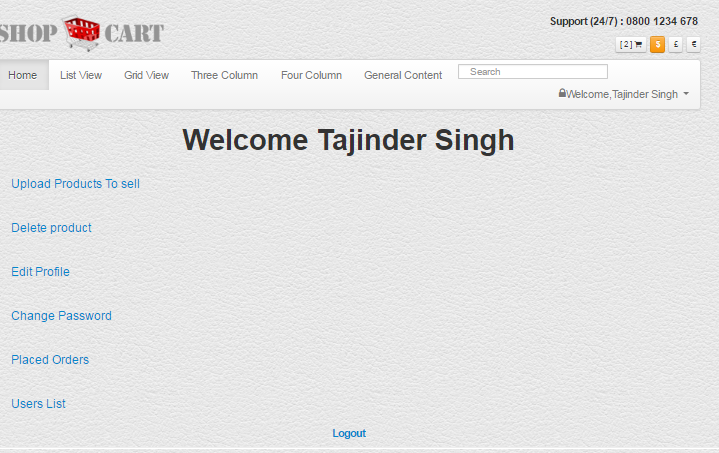 SHOP CART
Support (24/7) : 0800 1234 678
[ 2 ] $ £ €
Home List View Grid View Three Column Four Column General Content Search
Welcome,Tajinder Singh
Welcome Tajinder Singh
Upload Products To sell
Delete product
Edit Profile
Change Password
Placed Orders
Users List
Logout